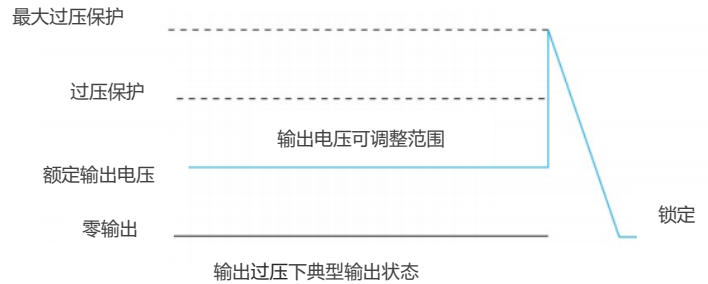 最大过压保护
过压保护
输出电压可调整范围
额定输出电压
锁定
零输出
输出过压下典型输出状态